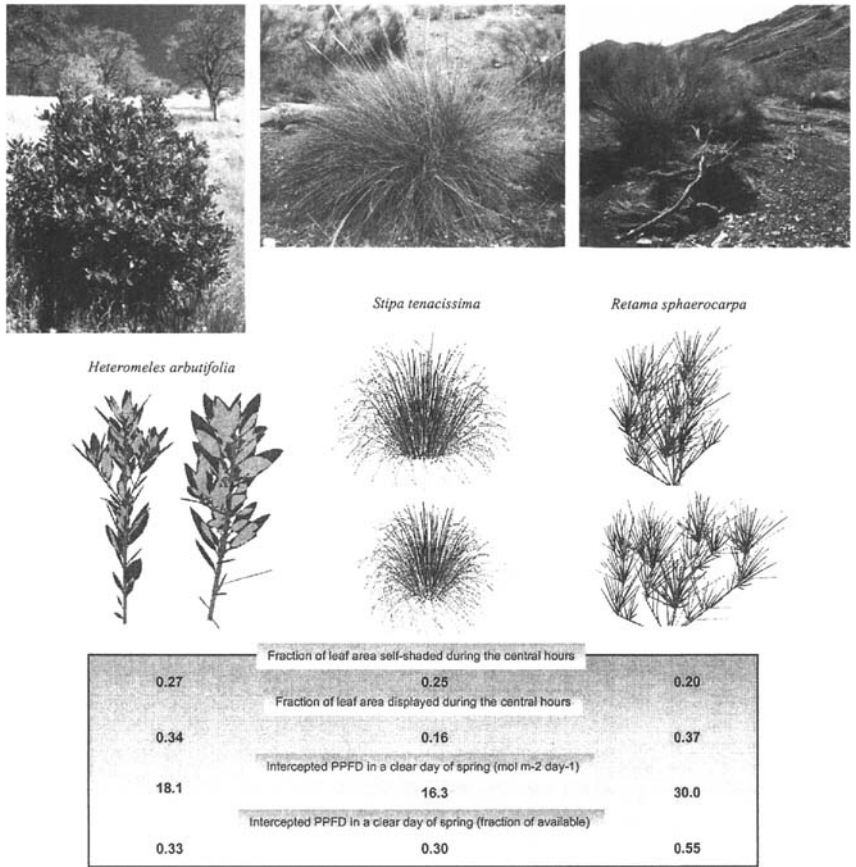 Stipa tenacissima
Retama sphaerocarpa
Heteromeles arbutifolia
Fraction of leaf area self-shaded during the central hours
0.27 0.25 0.20
Fraction of leaf area displayed during the central hours
0.34 0.16 0.37
Intercepted PPFD in a clear day of spring (mol m-2 day-1)
18.1 16.3 30.0
Intercepted PPFD in a clear day of spring (fraction of available)
0.33 0.30 0.55